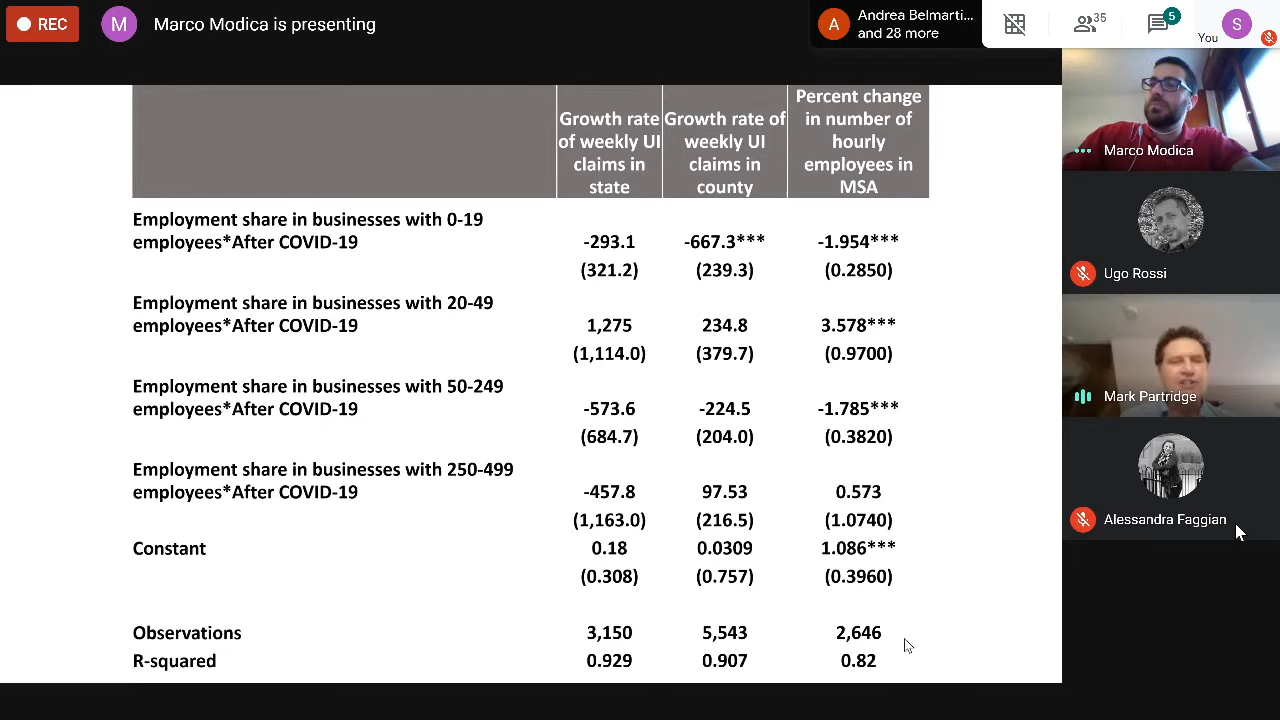 REC
M
Marco Modica is presenting
A
Andrea Belmarti...
and 28 more
35
5
You
S
Growth rate
of weekly UI
claims in
state
Growth rate of
weekly UI
claims in
county
Percent change
in number of
hourly
employees in
MSA
Employment share in businesses with 0-19
employees*After COVID-19 -293.1 -667.3*** -1.954***
(321.2) (239.3) (0.2850)
Employment share in businesses with 20-49
employees*After COVID-19 1,275 234.8 3.578***
(1,114.0) (379.7) (0.9700)
Employment share in businesses with 50-249
employees*After COVID-19 -573.6 -224.5 -1.785***
(684.7) (204.0) (0.3820)
Employment share in businesses with 250-499
employees*After COVID-19 -457.8 97.53 0.573
(1,163.0) (216.5) (1.0740)
Constant 0.18 0.0309 1.086***
(0.308) (0.757) (0.3960)
Observations 3,150 5,543 2,646
R-squared 0.929 0.907 0.82
Marco Modica
Ugo Rossi
Mark Partridge
Alessandra Faggian